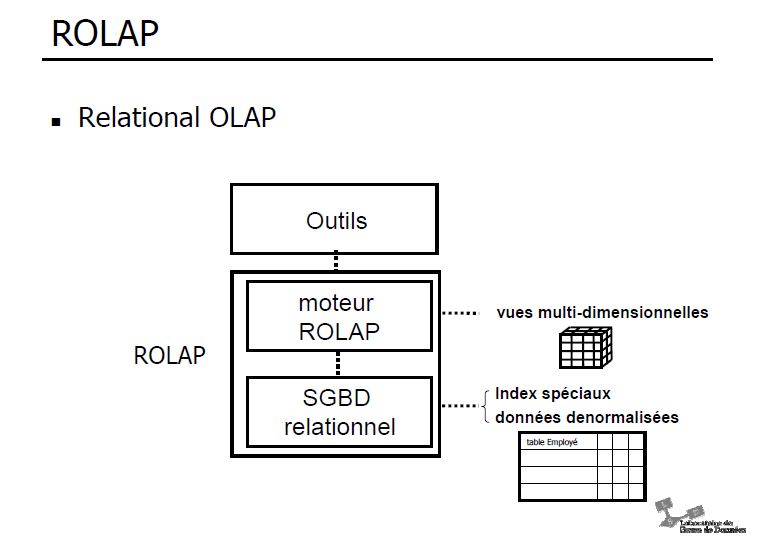 ROLAP
Relational OLAP
Outils
moteur
ROLAP
vues multi-dimensionnelles
ROLAP
SGBD
relationnel
Index spéciaux
données denormalisées
table Employé
Laboratoire de
Bases de Données